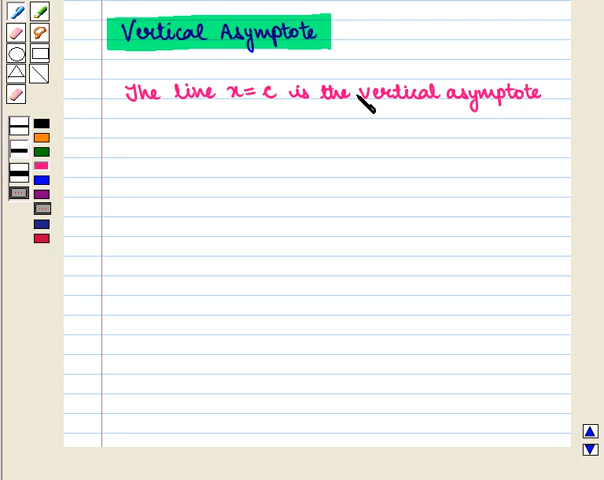 Vertical Asymptote
The line x = c is the vertical asymptote